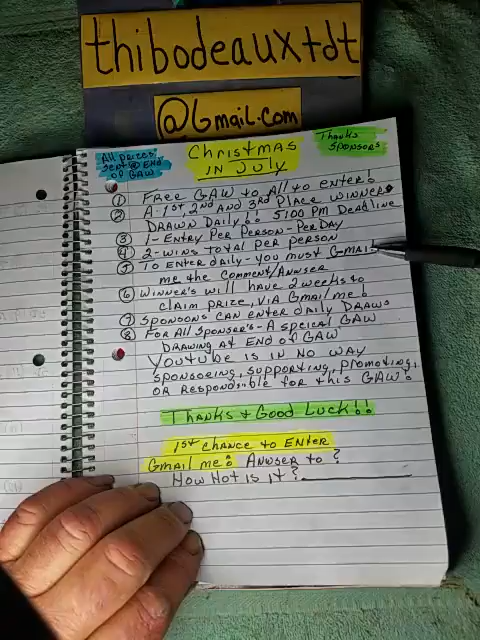 thibodeauxtdt
@Gmail.com
All prizes
sent @ END
of GAW
Christmas
in July
Thanks
Sponsors
① FREE GAW to All to enter!
② A 1st, 2nd AND 3rd Place WINNER
DRAWN DAILY!! 5:00 PM DeadLine
③ 1-Entry Per Person-Per DAY
④ 2-wins total per person
⑤ To ENTER daily-you must GMAIL
me the comment/Anwser
⑥ Winner's will have 2 weeks to
claim prize, via Gmail me!
⑦ Sponsors can enter daily Draws
⑧ For All Sponser's-A special GAW
DRAWING at End of GAW
YouTube is in no way
sponsoring, supporting, promoting,
or responsible for this GAW!
Thanks + Good Luck!!
1st chance to Enter
Gmail me: Anwser to?
How Hot is it?